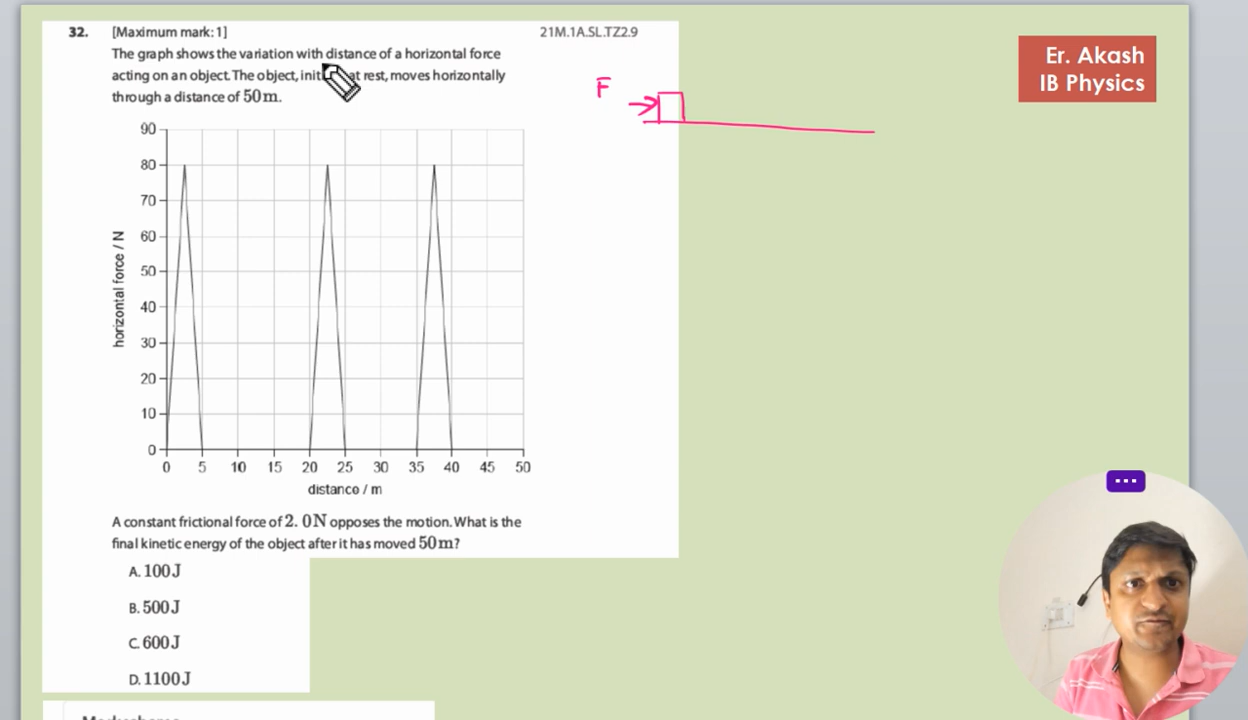 32. [Maximum mark: 1] 21M.1A.SL.TZ2.9
The graph shows the variation with distance of a horizontal force
acting on an object. The object, at rest, moves horizontally
through a distance of 50 m.
Er. Akash
IB Physics
F
90
80
70
60
50
40
30
20
10
0
horizontal force / N
0 5 10 15 20 25 30 35 40 45 50
distance / m
A constant frictional force of 2. 0 N opposes the motion. What is the
final kinetic energy of the object after it has moved 50 m?
A. 100 J
B. 500 J
C. 600 J
D. 1100 J